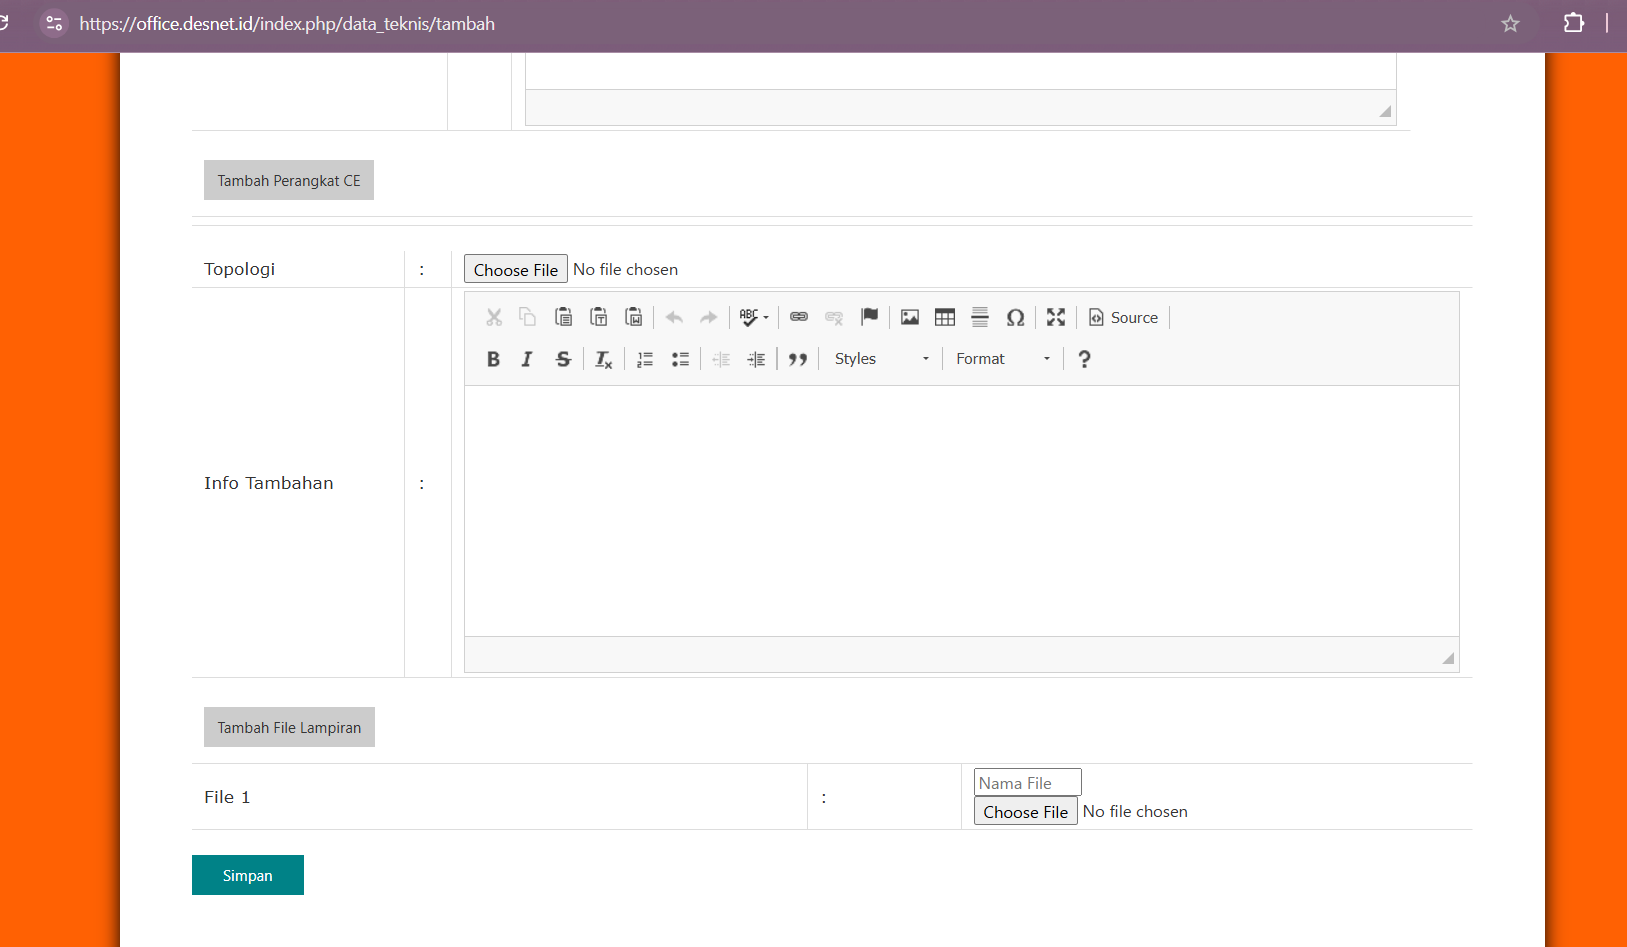 https://office.desnet.id/index.php/data_teknis/tambah
Tambah Perangkat CE
Topologi : Choose File No file chosen
Source
Styles Format ?
Info Tambahan :
Tambah File Lampiran
Nama File
File 1 :
Choose File No file chosen
Simpan